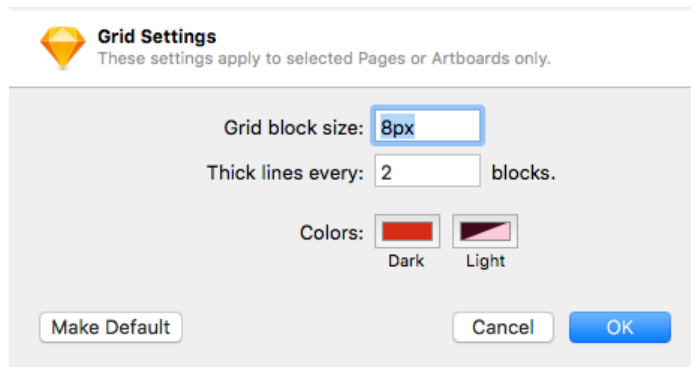 Grid Settings
These settings apply to selected Pages or Artboards only.
Grid block size: 8px
Thick lines every: 2 blocks.
Colors:
Dark Light
Make Default Cancel OK